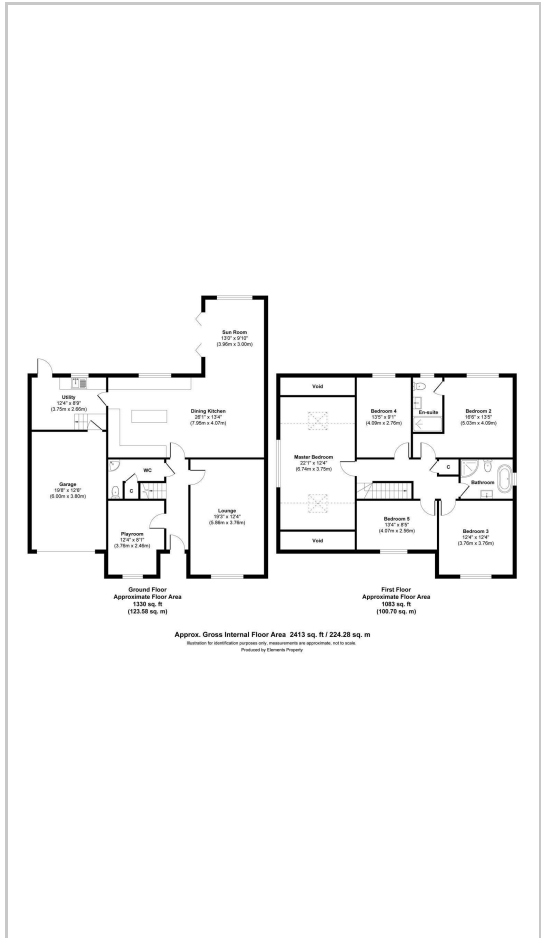 Sun Room
13'0" x 9'10"
(3.96m x 3.00m)
Utility
12'4" x 8'9"
(3.75m x 2.66m)
Dining Kitchen
26'1" x 13'4"
(7.95m x 4.07m)
Garage
19'8" x 12'6"
(6.00m x 3.80m)
WC
C
Lounge
19'3" x 12'4"
(5.86m x 3.76m)
Playroom
12'4" x 8'1"
(3.76m x 2.46m)
Ground Floor
Approximate Floor Area
1330 sq. ft
(123.58 sq. m)
Void
Bedroom 4
13'5" x 9'1"
(4.09m x 2.76m)
En-suite
Bedroom 2
16'6" x 13'5"
(5.03m x 4.09m)
Master Bedroom
22'1" x 12'4"
(6.74m x 3.75m)
C
Bathroom
Bedroom 5
13'4" x 8'5"
(4.07m x 2.56m)
Bedroom 3
12'4" x 12'4"
(3.76m x 3.76m)
Void
First Floor
Approximate Floor Area
1083 sq. ft
(100.70 sq. m)
Approx. Gross Internal Floor Area 2413 sq. ft / 224.28 sq. m
Illustration for identification purposes only, measurements are approximate, not to scale.
Produced by Elements Property